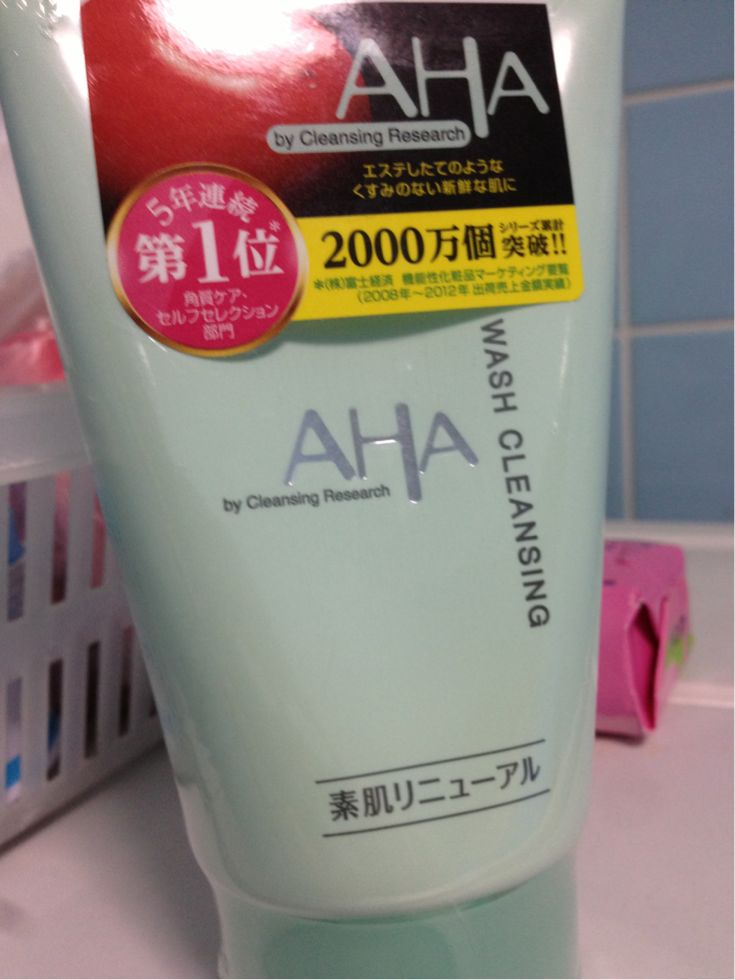 AHA
by Cleansing Research
エステしたてのような
くすみのない新鮮な肌に
5年連続
第1位※
角質ケア・
セルフセレクション
部門
2000万個 シリーズ累計 突破!!
※(株)富士経済 機能性化粧品マーケティング要覧
(2008年~2012年 出荷売上金額実績)
WASH CLEANSING
AHA
by Cleansing Research
素肌リニューアル